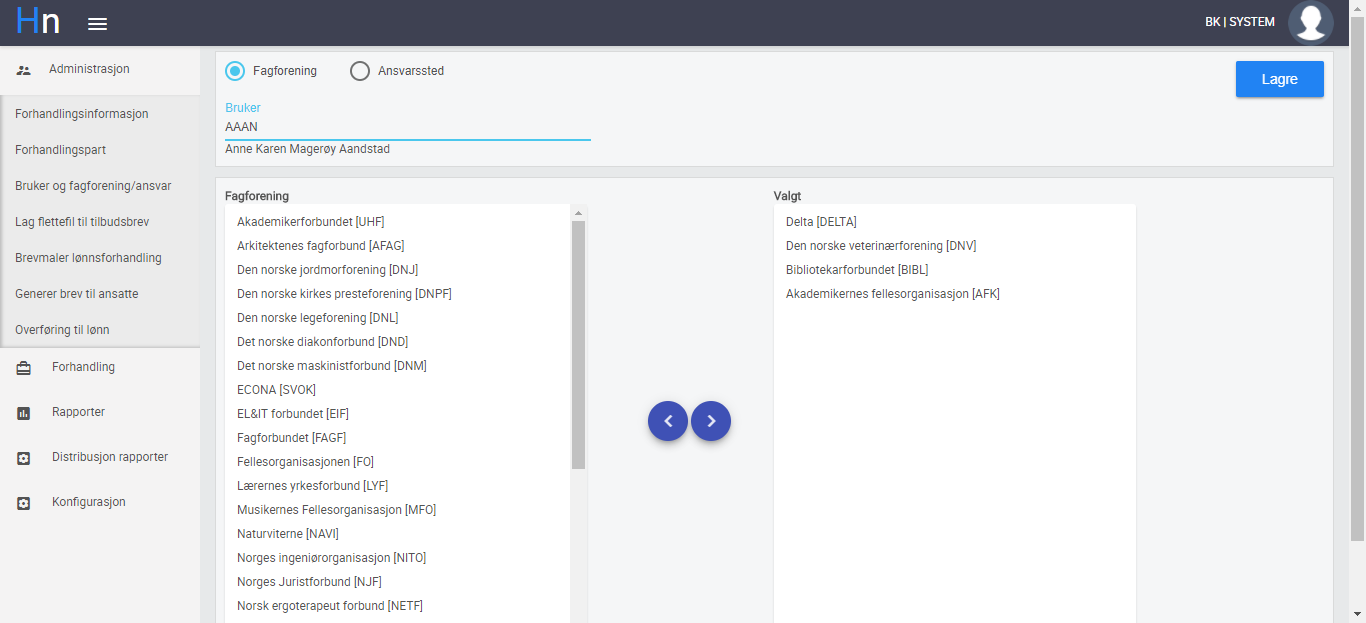 Hn
BK | SYSTEM
Administrasjon
Forhandlingsinformasjon
Forhandlingspart
Bruker og fagforening/ansvar
Lag flettefil til tilbudsbrev
Brevmaler lønnsforhandling
Generer brev til ansatte
Overføring til lønn
Forhandling
Rapporter
Distribusjon rapporter
Konfigurasjon
Fagforening
Ansvarssted
Lagre
Bruker
AAAN
Anne Karen Magerøy Aandstad
Fagforening
Akademikerforbundet [UHF]
Arkitektenes fagforbund [AFAG]
Den norske jordmorforening [DNJ]
Den norske kirkes presteforening [DNPF]
Den norske legeforening [DNL]
Det norske diakonforbund [DND]
Det norske maskinistforbund [DNM]
ECONA [SVOK]
EL&IT forbundet [EIF]
Fagforbundet [FAGF]
Fellesorganisasjonen [FO]
Lærernes yrkesforbund [LYF]
Musikernes Fellesorganisasjon [MFO]
Naturviterne [NAVI]
Norges ingeniørorganisasjon [NITO]
Norges Juristforbund [NJF]
Norsk ergoterapeut forbund [NETF]
Valgt
Delta [DELTA]
Den norske veterinærforening [DNV]
Bibliotekarforbundet [BIBL]
Akademikernes fellesorganisasjon [AFK]